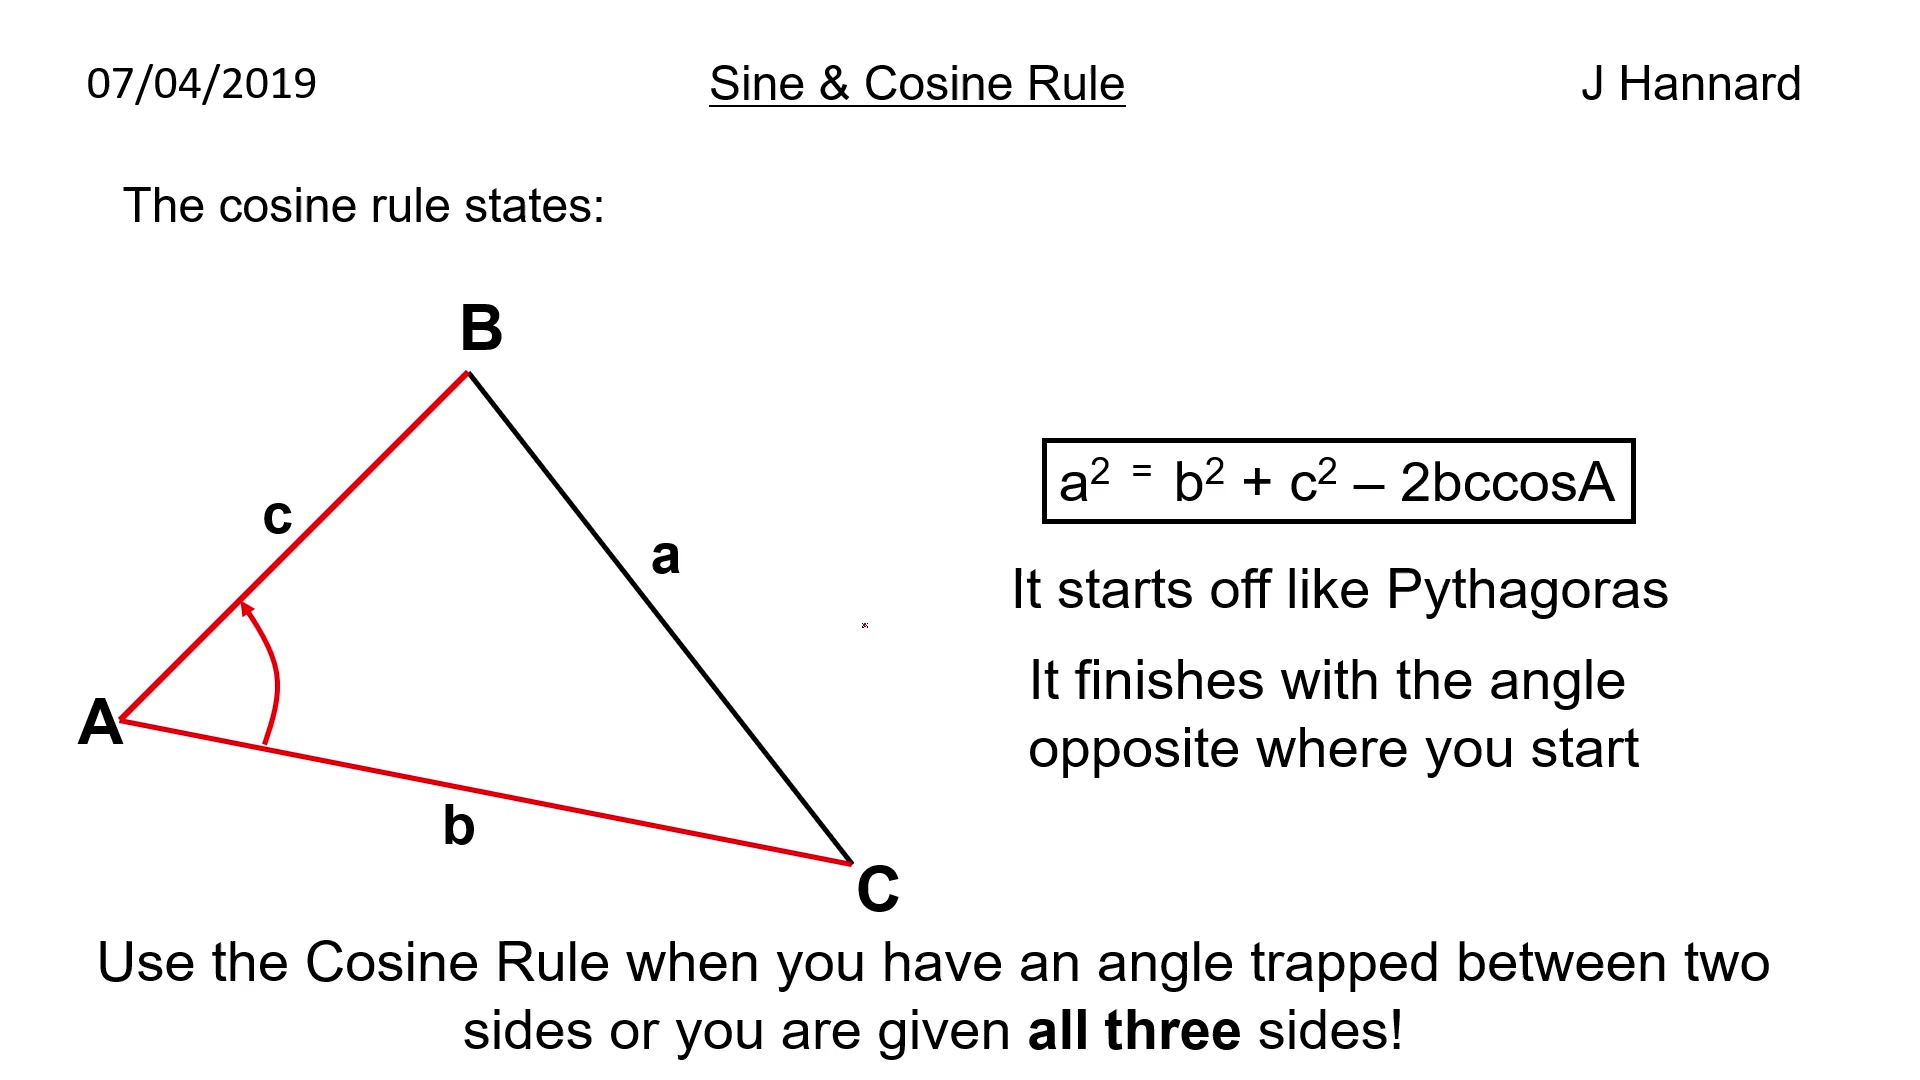 07/04/2019 Sine & Cosine Rule J Hannard
The cosine rule states:
B
c
a
A
b
C
a² = b² + c² – 2bccosA
It starts off like Pythagoras
It finishes with the angle
opposite where you start
Use the Cosine Rule when you have an angle trapped between two
sides or you are given all three sides!